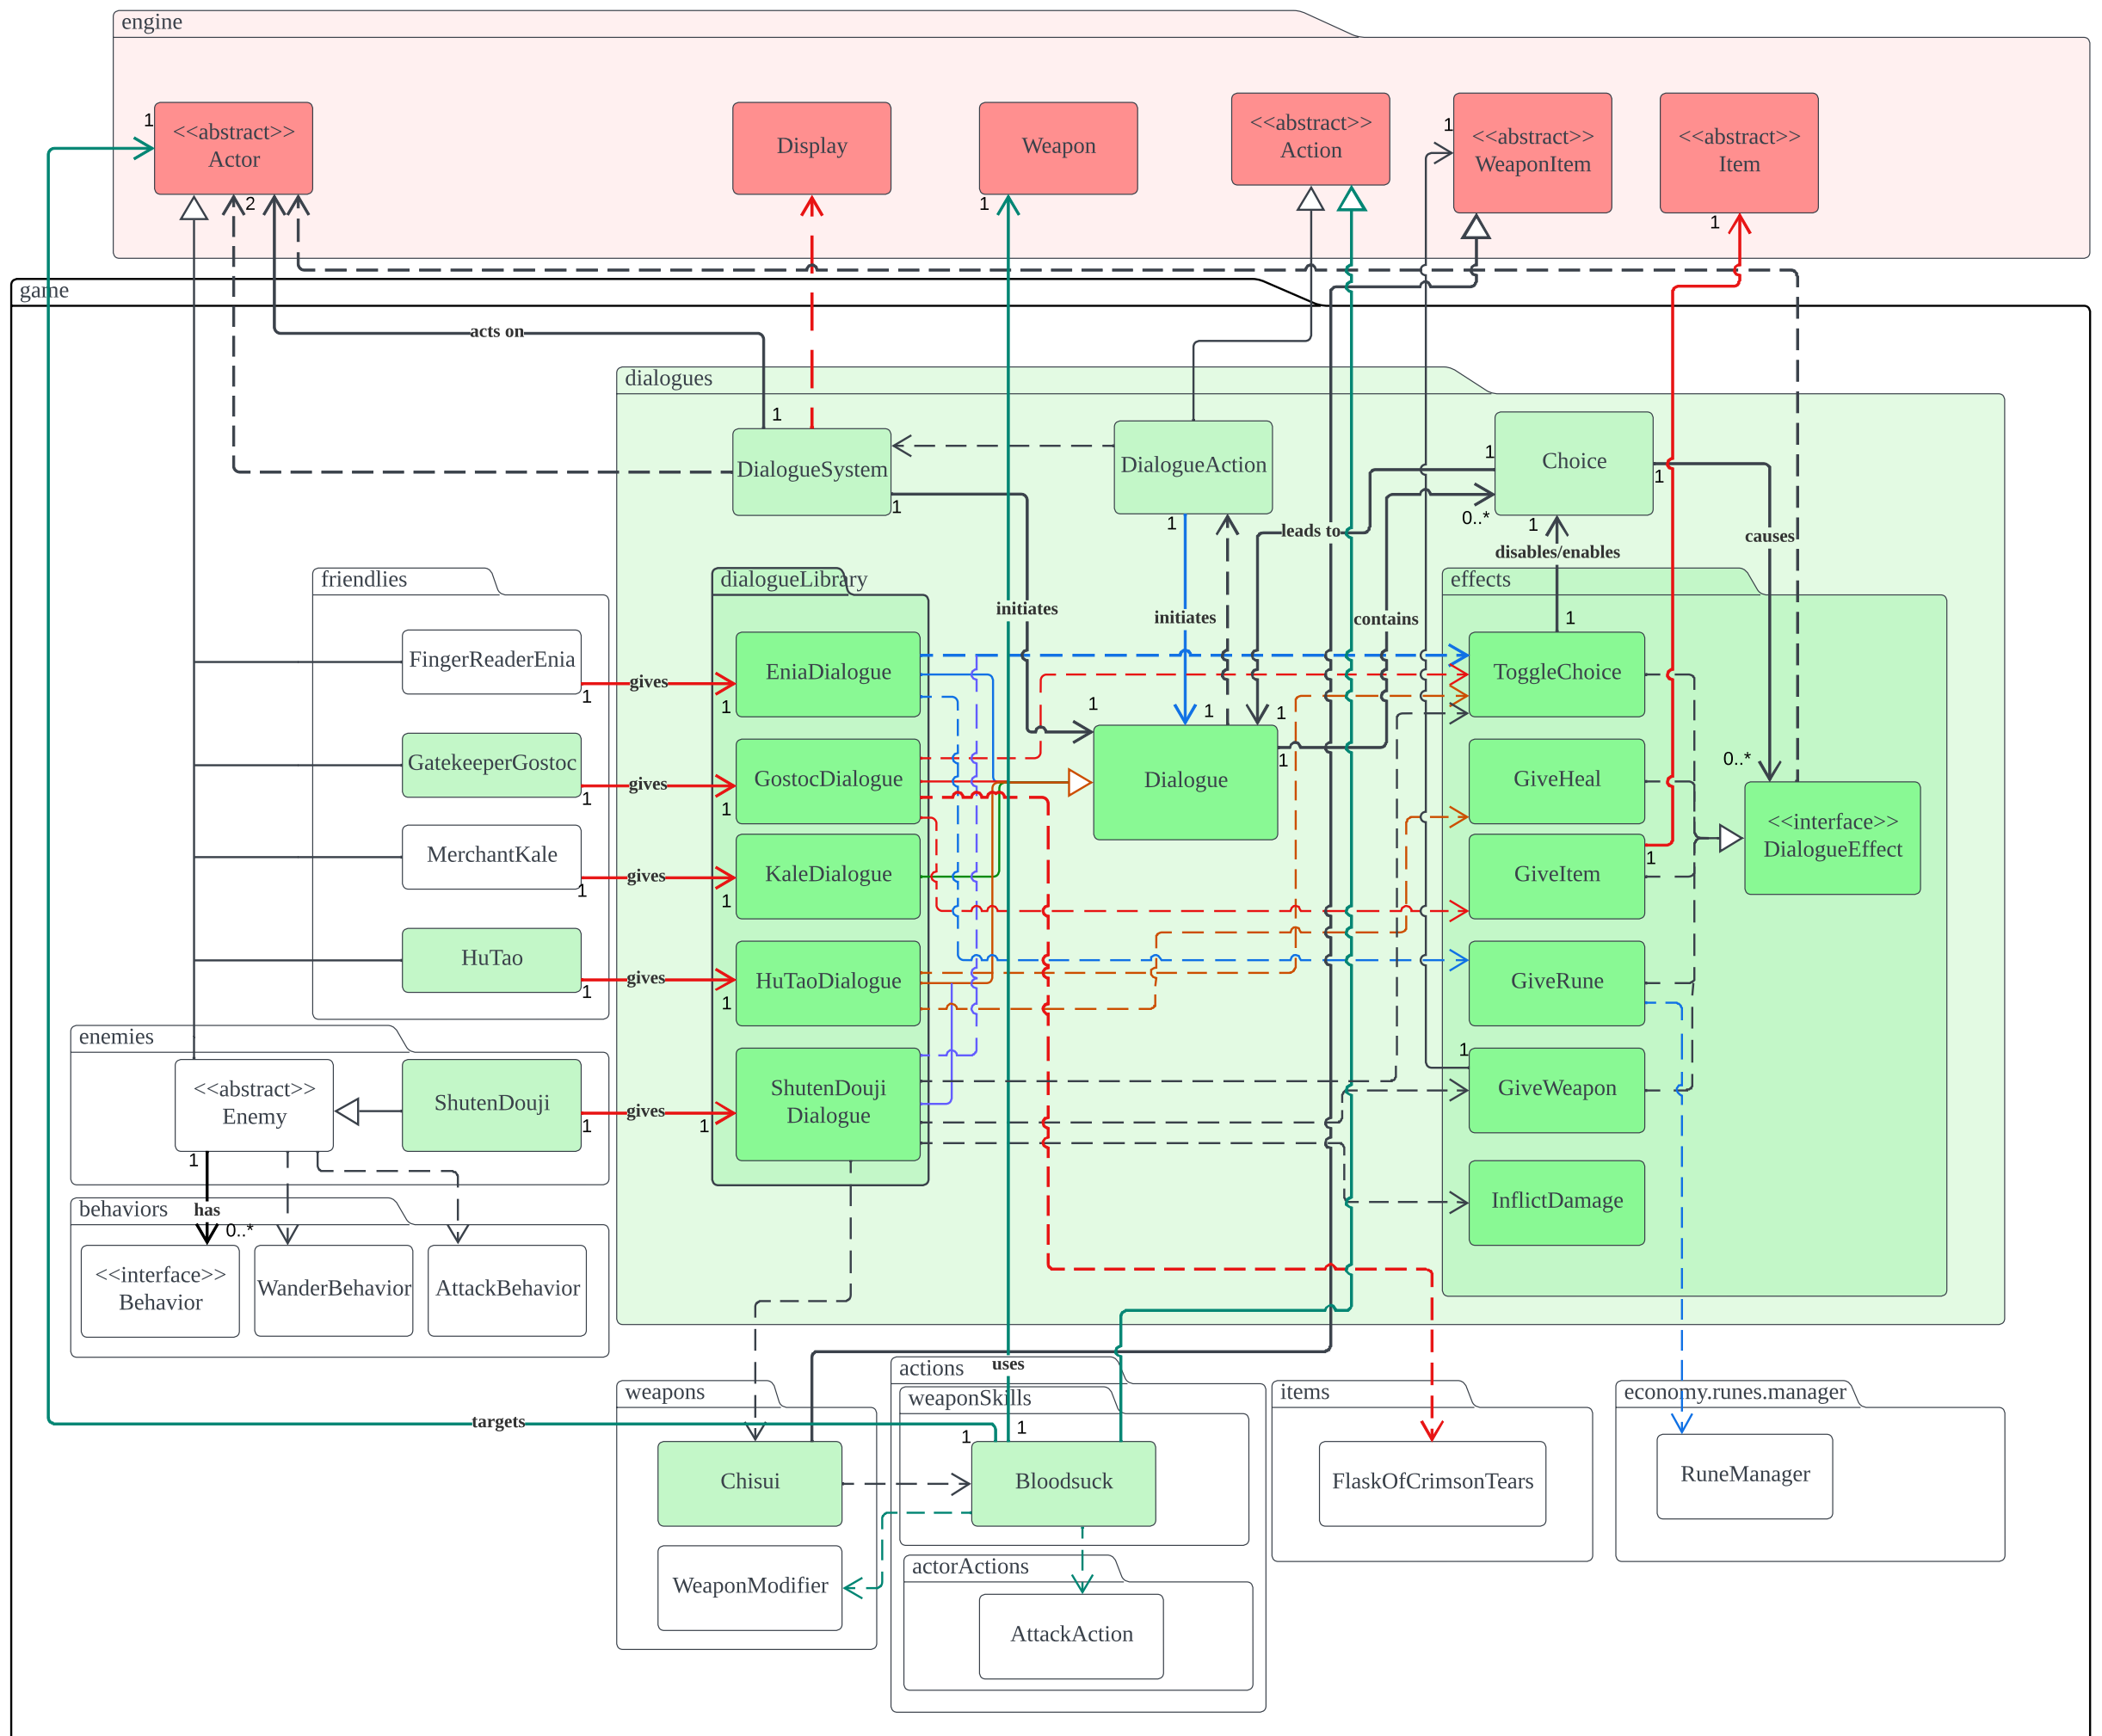 engine
1
<<abstract>>
Actor
2
Display
Weapon
1
<<abstract>>
Action
1
<<abstract>>
WeaponItem
<<abstract>>
Item
1
game
acts on
dialogues
1
DialogueSystem
1
DialogueAction
1
1
Choice
1
0..*
1
leads to
disables/enables
causes
friendlies
dialogueLibrary
effects
initiates
initiates
contains
1
FingerReaderEnia
1
gives
1
EniaDialogue
ToggleChoice
1
1
1
1
Dialogue
GatekeeperGostoc
1
gives
1
GostocDialogue
GiveHeal
0..*
<<interface>>
DialogueEffect
MerchantKale
1
gives
1
KaleDialogue
GiveItem
1
HuTao
1
gives
1
HuTaoDialogue
GiveRune
enemies
<<abstract>>
Enemy
1
ShutenDouji
1
gives
1
ShutenDouji
Dialogue
1
GiveWeapon
InflictDamage
behaviors
has
0..*
<<interface>>
Behavior
WanderBehavior
AttackBehavior
uses
targets
weapons
Chisui
WeaponModifier
actions
weaponSkills
1
1
Bloodsuck
actorActions
AttackAction
items
FlaskOfCrimsonTears
economy.runes.manager
RuneManager